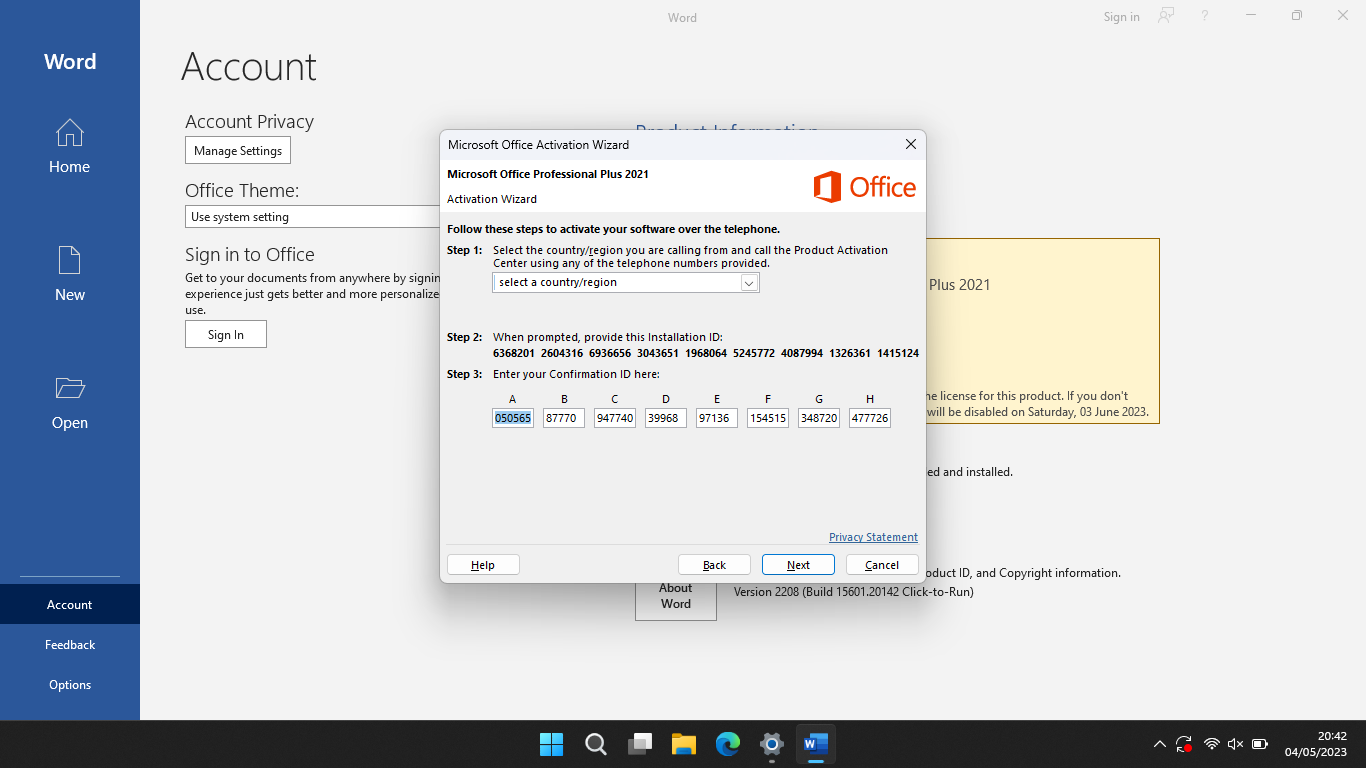 Word
Sign in
?
Word
Home
New
Open
Account
Feedback
Options
Account
Account Privacy
Manage Settings
Office Theme:
Use system setting
Sign in to Office
Get to your documents from anywhere by signin
experience just gets better and more personalize
use.
Sign In
Product Information
Microsoft Office Activation Wizard
Microsoft Office Professional Plus 2021
Activation Wizard
Office
Follow these steps to activate your software over the telephone.
Step 1: Select the country/region you are calling from and call the Product Activation
Center using any of the telephone numbers provided.
select a country/region
Step 2: When prompted, provide this Installation ID:
6368201 2604316 6936656 3043651 1968064 5245772 4087994 1326361 1415124
Step 3: Enter your Confirmation ID here:
A B C D E F G H
050565 87770 947740 39968 97136 154515 348720 477726
Privacy Statement
Help Back Next Cancel
Plus 2021
he license for this product. If you don't
will be disabled on Saturday, 03 June 2023.
ed and installed.
oduct ID, and Copyright information.
About
Word
Version 2208 (Build 15601.20142 Click-to-Run)
W
20:42
04/05/2023